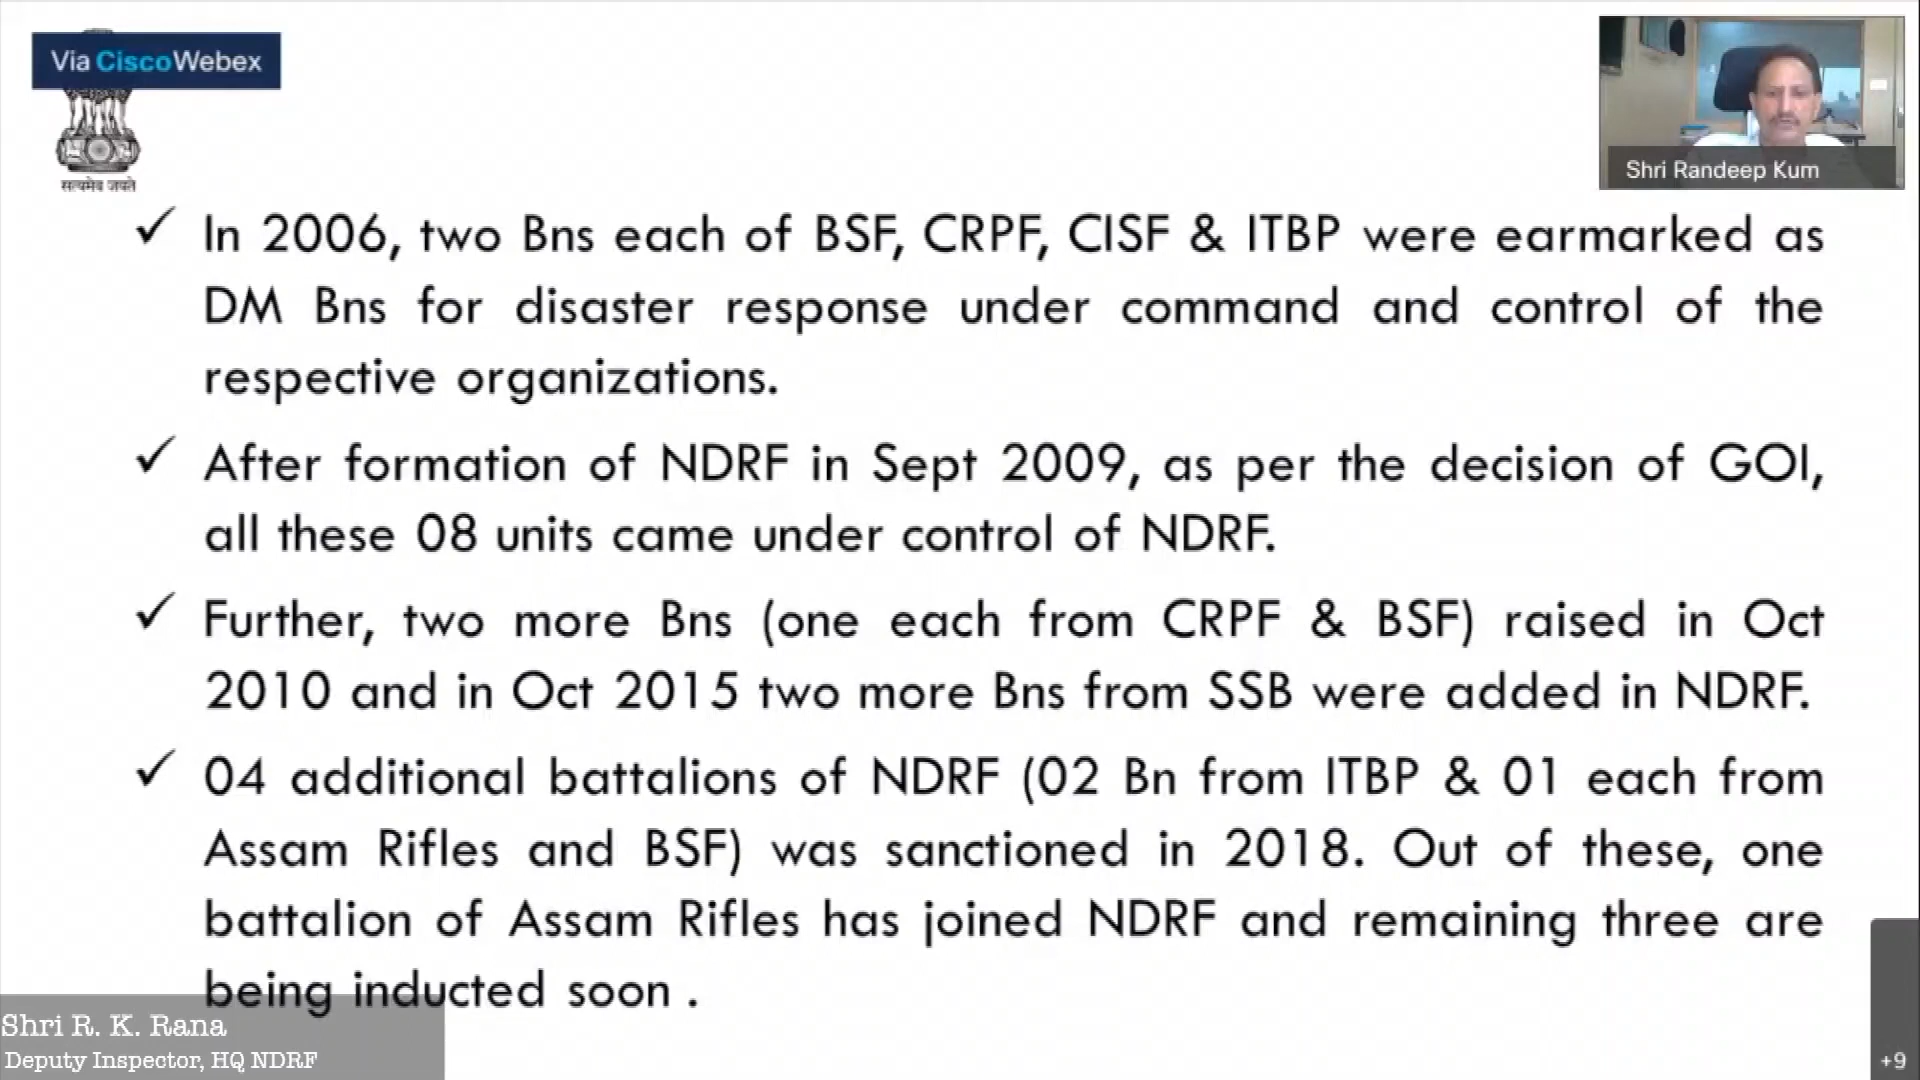 Via CiscoWebex
सत्यमेव जयते
Shri Randeep Kum
✓ In 2006, two Bns each of BSF, CRPF, CISF & ITBP were earmarked as
DM Bns for disaster response under command and control of the
respective organizations.
✓ After formation of NDRF in Sept 2009, as per the decision of GOI,
all these 08 units came under control of NDRF.
✓ Further, two more Bns (one each from CRPF & BSF) raised in Oct
2010 and in Oct 2015 two more Bns from SSB were added in NDRF.
✓ 04 additional battalions of NDRF (02 Bn from ITBP & 01 each from
Assam Rifles and BSF) was sanctioned in 2018. Out of these, one
battalion of Assam Rifles has joined NDRF and remaining three are
being inducted soon .
Shri R. K. Rana
Deputy Inspector, HQ NDRF
+9